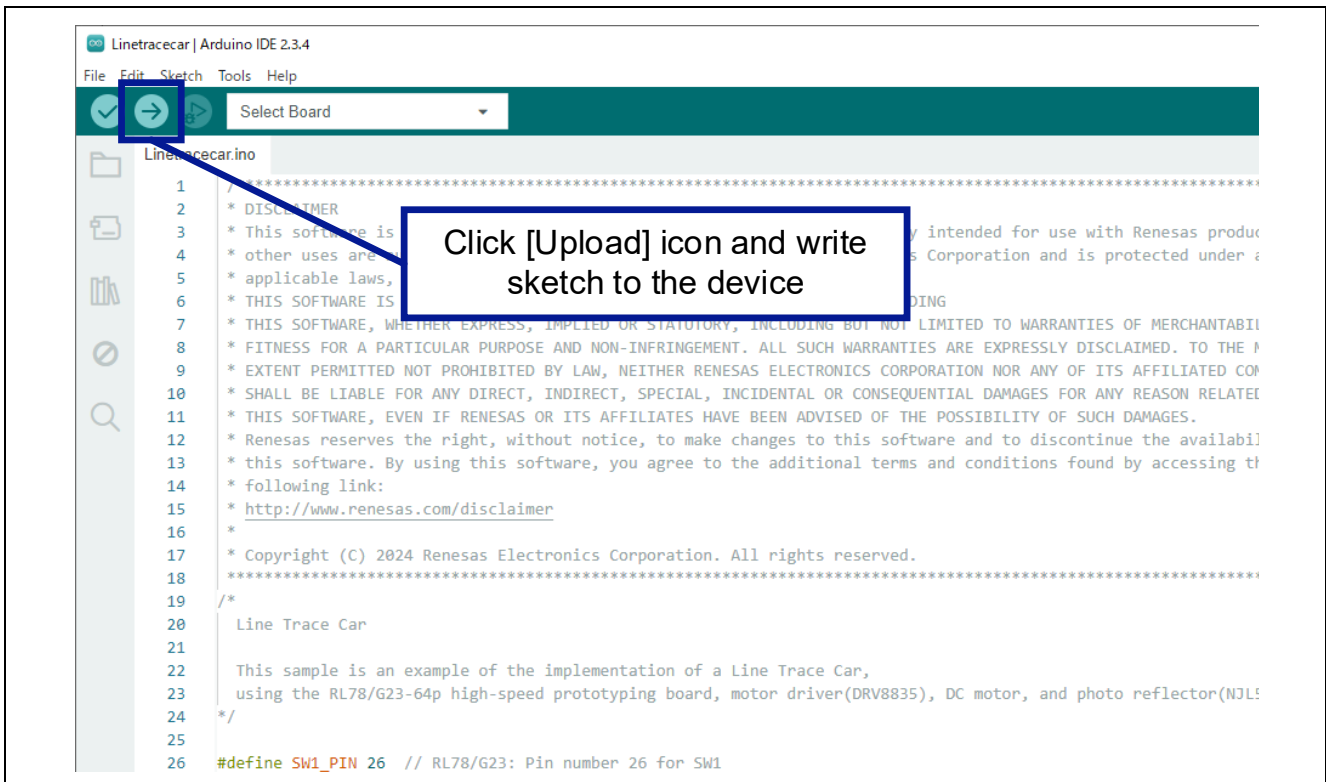 Linetracecar | Arduino IDE 2.3.4
File Edit Sketch Tools Help
Select Board
Linetracecar.ino
1 /***************************************************************************************************************
2 * DISCLAIMER
3 * This software is y intended for use with Renesas produc
4 * other uses are s Corporation and is protected under a
5 * applicable laws,
6 * THIS SOFTWARE IS DING
Click [Upload] icon and write
sketch to the device
7 * THIS SOFTWARE, WHETHER EXPRESS, IMPLIED OR STATUTORY, INCLUDING BUT NOT LIMITED TO WARRANTIES OF MERCHANTABIL
8 * FITNESS FOR A PARTICULAR PURPOSE AND NON-INFRINGEMENT. ALL SUCH WARRANTIES ARE EXPRESSLY DISCLAIMED. TO THE M
9 * EXTENT PERMITTED NOT PROHIBITED BY LAW, NEITHER RENESAS ELECTRONICS CORPORATION NOR ANY OF ITS AFFILIATED COM
10 * SHALL BE LIABLE FOR ANY DIRECT, INDIRECT, SPECIAL, INCIDENTAL OR CONSEQUENTIAL DAMAGES FOR ANY REASON RELATED
11 * THIS SOFTWARE, EVEN IF RENESAS OR ITS AFFILIATES HAVE BEEN ADVISED OF THE POSSIBILITY OF SUCH DAMAGES.
12 * Renesas reserves the right, without notice, to make changes to this software and to discontinue the availabil
13 * this software. By using this software, you agree to the additional terms and conditions found by accessing th
14 * following link:
15 * http://www.renesas.com/disclaimer
16 *
17 * Copyright (C) 2024 Renesas Electronics Corporation. All rights reserved.
18 ***************************************************************************************************************
19 /*
20 Line Trace Car
21
22 This sample is an example of the implementation of a Line Trace Car,
23 using the RL78/G23-64p high-speed prototyping board, motor driver(DRV8835), DC motor, and photo reflector(NJL5
24 */
25
26 #define SW1_PIN 26 // RL78/G23: Pin number 26 for SW1